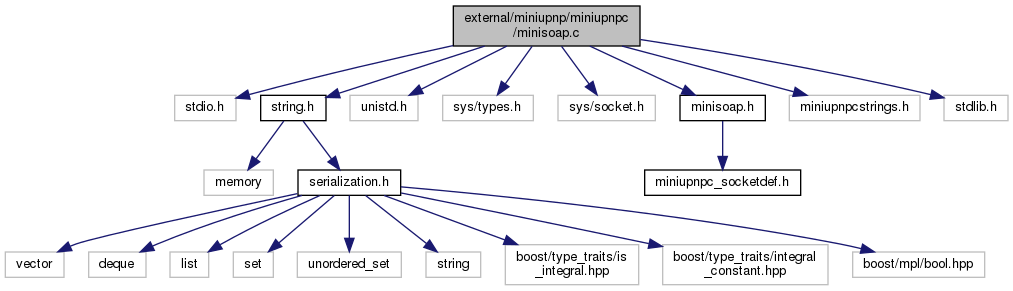 external/miniupnp/miniupnpc
/minisoap.c
stdio.h
string.h
unistd.h
sys/types.h
sys/socket.h
minisoap.h
miniupnpcstrings.h
stdlib.h
memory
serialization.h
miniupnpc_socketdef.h
vector
deque
list
set
unordered_set
string
boost/type_traits/is
_integral.hpp
boost/type_traits/integral
_constant.hpp
boost/mpl/bool.hpp